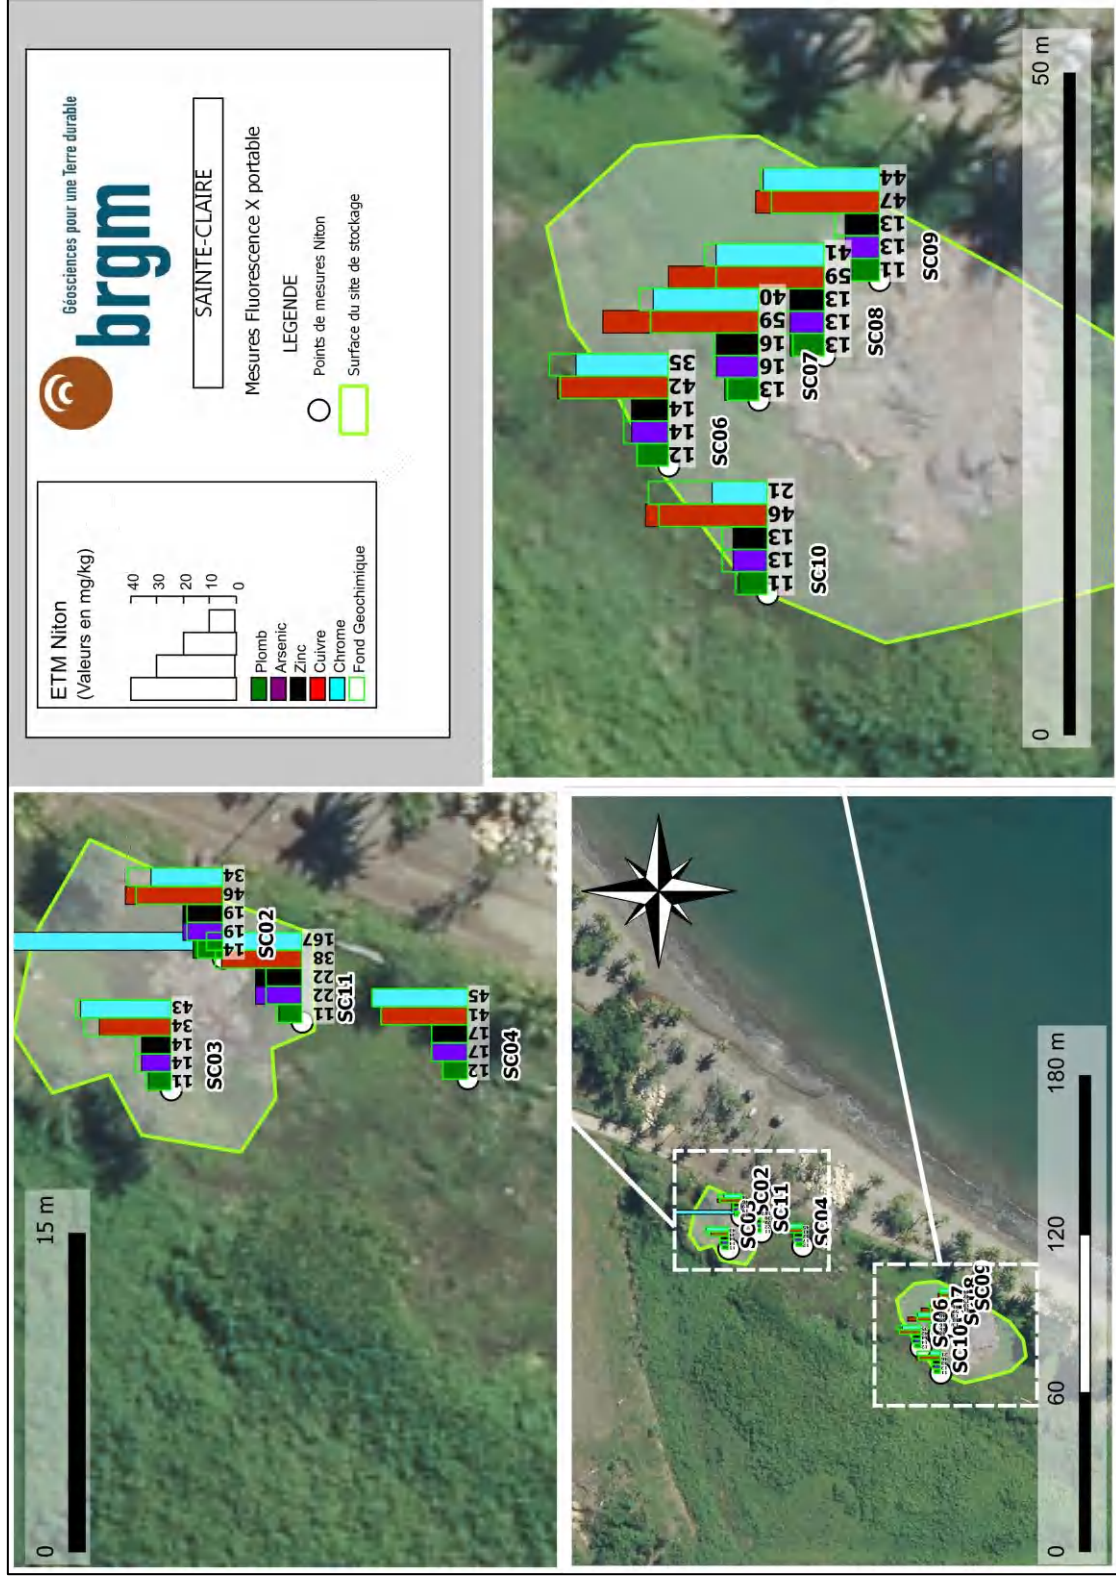 0 15 m
11 14 14 34 43
SC03
14 19 19 46 34
SC02
11 22 22 38 167
SC11
12 17 17 41 45
SC04
ETM Niton
(Valeurs en mg/kg)
40
30
20
10
0
Plomb
Arsenic
Zinc
Cuivre
Chrome
Fond Geochimique
Géosciences pour une Terre durable
brgm
SAINTE-CLAIRE
Mesures Fluorescence X portable
LEGENDE
Points de mesures Niton
Surface du site de stockage
SC03
SC02
SC11
SC04
SC06
SC07
SC10
SC08
SC09
0 60 120 180 m
12 14 14 42 35
SC06
13 16 16 59 40
SC07
11 13 13 46 21
SC10
13 13 13 59 41
SC08
11 13 13 47 44
SC09
0 50 m